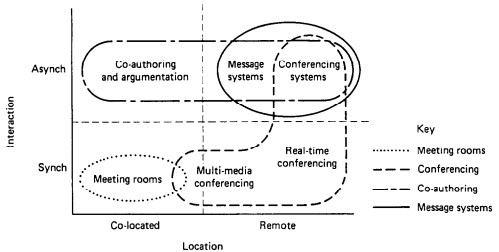 Asynch
Co-authoring
and argumentation
Message
systems
Conferencing
systems
Interaction
Synch
Meeting rooms
Multi-media
conferencing
Real-time
conferencing
Co-located
Remote
Location
Key
Meeting rooms
Conferencing
Co-authoring
Message systems